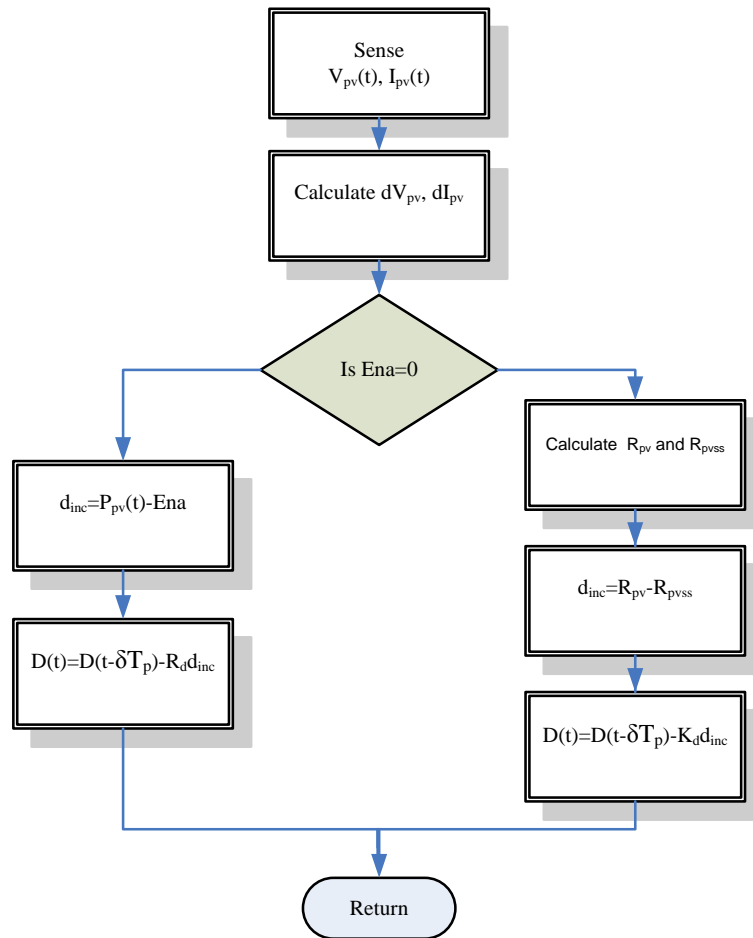 Sense
Vpv(t), Ipv(t)
Calculate dVpv, dIpv
Is Ena=0
dinc=Ppv(t)-Ena
D(t)=D(t-δTp)-Rddinc
Calculate Rpv and Rpvss
dinc=Rpv-Rpvss
D(t)=D(t-δTp)-Kddinc
Return